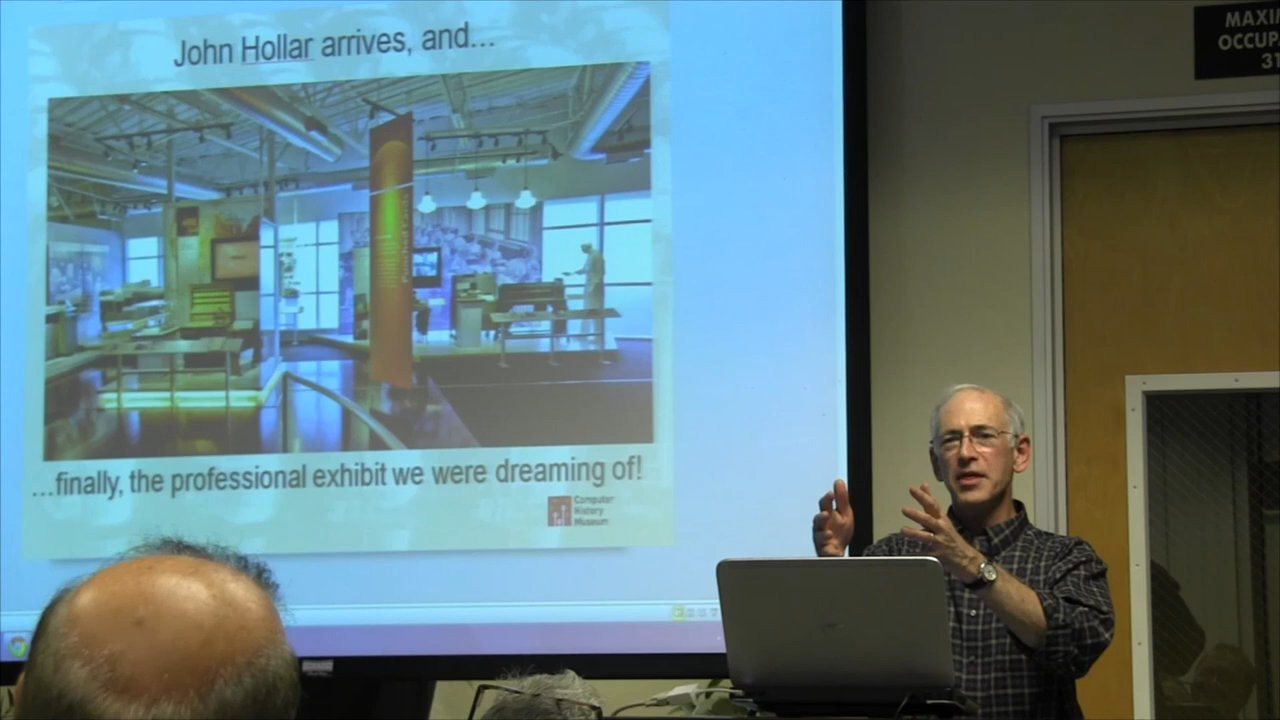 John Hollar arrives, and...
...finally, the professional exhibit we were dreaming of!
Computer
History
Museum
MAXI
OCCUP
31